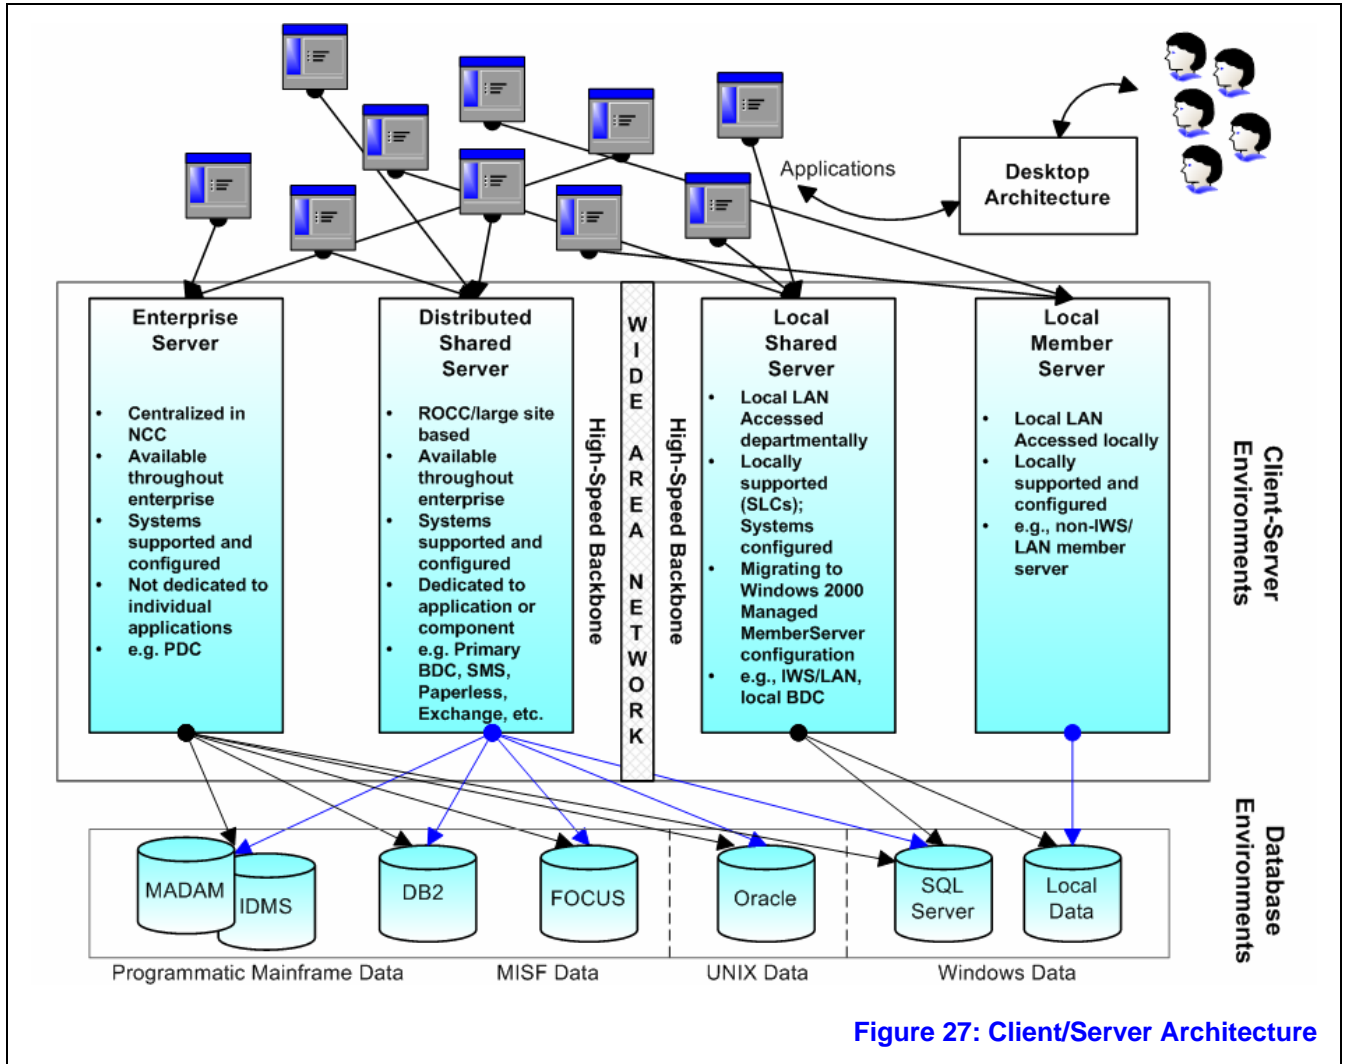 Applications
Desktop
Architecture
Enterprise
Server
• Centralized in
NCC
• Available
throughout
enterprise
• Systems
supported and
configured
• Not dedicated to
individual
applications
• e.g. PDC
Distributed
Shared
Server
• ROCC/large site
based
• Available
throughout
enterprise
• Systems
supported and
configured
• Dedicated to
application or
component
• e.g. Primary
BDC, SMS,
Paperless,
Exchange, etc.
High-Speed Backbone
WIDE AREA NETWORK
High-Speed Backbone
Local
Shared
Server
• Local LAN
Accessed
departmentally
• Locally
supported
(SLCs);
Systems
configured
• Migrating to
Windows 2000
Managed
MemberServer
configuration
• e.g., IWS/LAN,
local BDC
Local
Member
Server
• Local LAN
Accessed locally
• Locally
supported and
configured
• e.g., non-IWS/
LAN member
server
Client-Server
Environments
MADAM
IDMS
DB2
FOCUS
Oracle
SQL
Server
Local
Data
Database
Environments
Programmatic Mainframe Data
MISF Data
UNIX Data
Windows Data
Figure 27: Client/Server Architecture